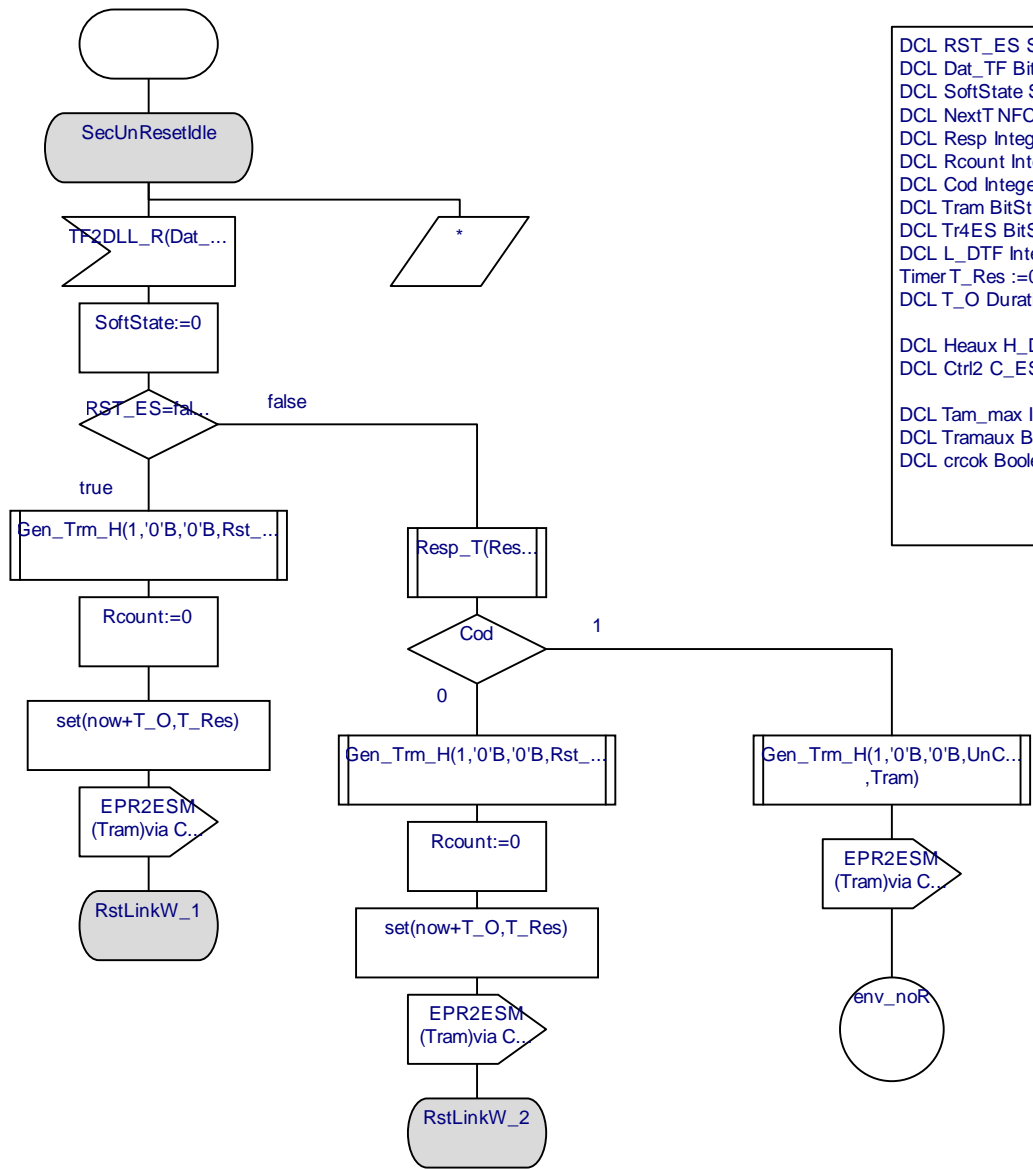 SecUnResetIdle
TF2DLL_R(Dat_...
*
SoftState:=0
RST_ES=fal...
false
true
Gen_Trm_H(1,'0'B,'0'B,Rst_...
Resp_T(Res...
Rcount:=0
Cod
1
0
set(now+T_O,T_Res)
Gen_Trm_H(1,'0'B,'0'B,Rst_...
Gen_Trm_H(1,'0'B,'0'B,UnC...
,Tram)
EPR2ESM
(Tram)via C...
Rcount:=0
EPR2ESM
(Tram)via C...
RstLinkW_1
set(now+T_O,T_Res)
env_noR
EPR2ESM
(Tram)via C...
RstLinkW_2
DCL RST_ES S
DCL Dat_TF Bit
DCL SoftState S
DCL NextT NFC
DCL Resp Integ
DCL Rcount Int
DCL Cod Intege
DCL Tram BitSt
DCL Tr4ES BitS
DCL L_DTF Inte
Timer T_Res :=0
DCL T_O Durat
DCL Heaux H_D
DCL Ctrl2 C_ES
DCL Tam_max I
DCL Tramaux B
DCL crcok Boole